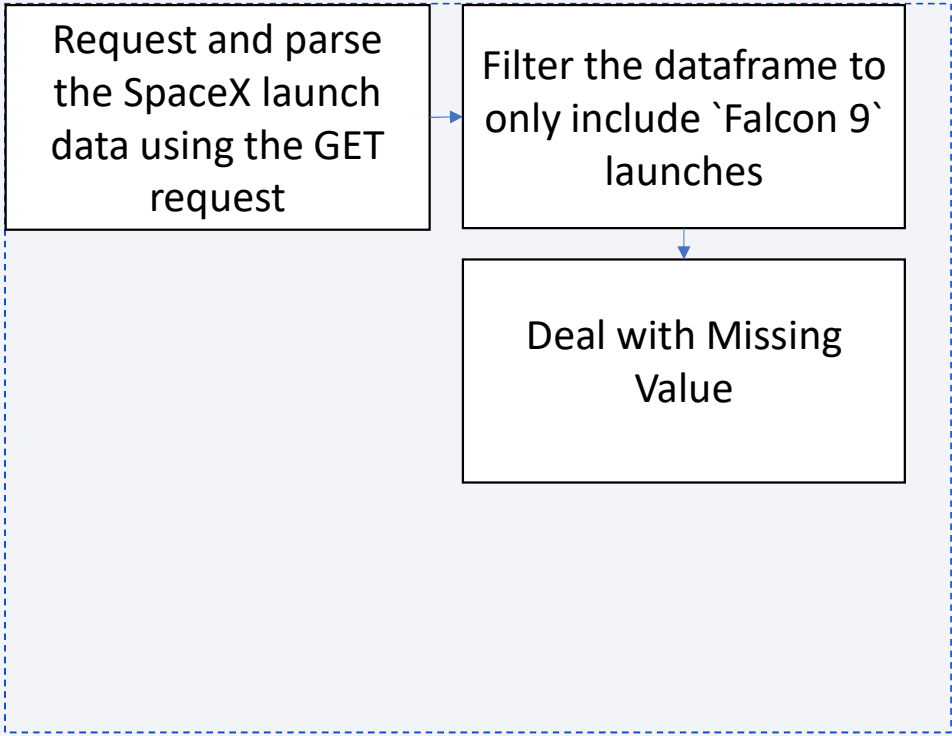 Request and parse
the SpaceX launch
data using the GET
request
Filter the dataframe to
only include `Falcon 9`
launches
Deal with Missing
Value